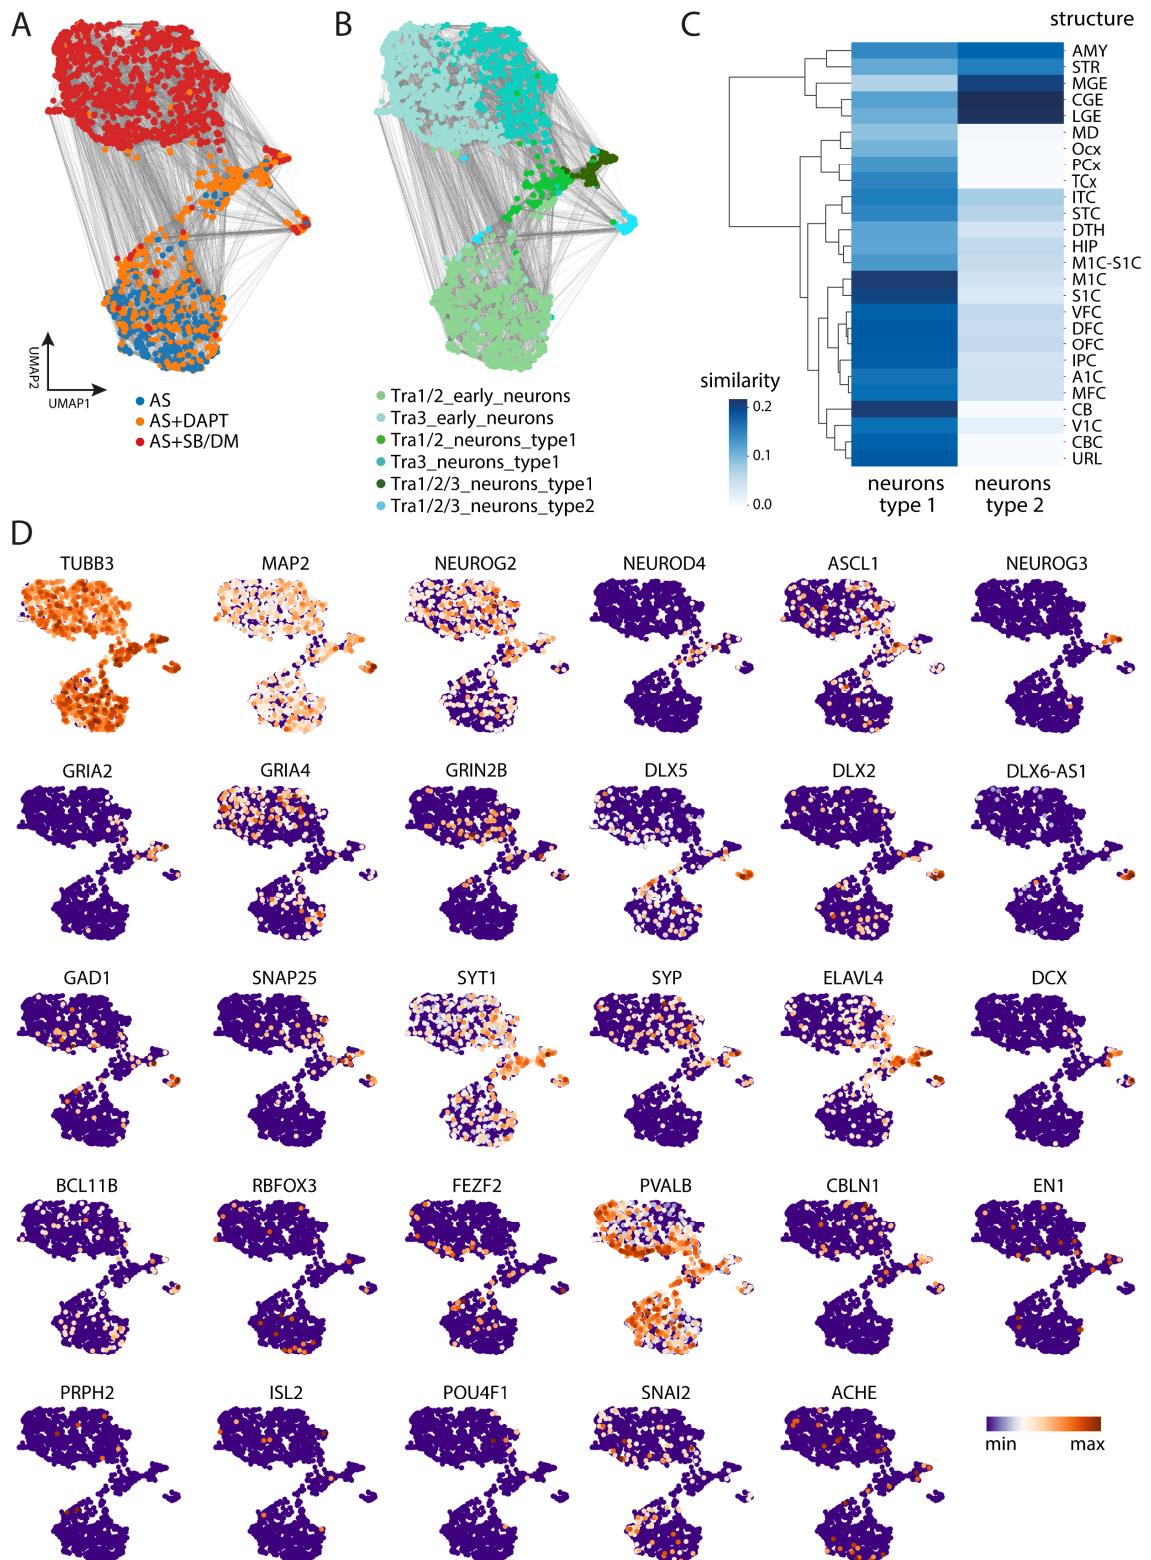 A
B
C
structure
AMY
STR
MGE
CGE
LGE
MD
Ocx
PCx
TCx
ITC
STC
DTH
HIP
M1C-S1C
M1C
S1C
VFC
DFC
OFC
IPC
A1C
MFC
CB
V1C
CBC
URL
neurons type 1
neurons type 2
similarity
0.2
0.1
0.0
UMAP2
UMAP1
AS
AS+DAPT
AS+SB/DM
Tra1/2_early_neurons
Tra3_early_neurons
Tra1/2_neurons_type1
Tra3_neurons_type1
Tra1/2/3_neurons_type1
Tra1/2/3_neurons_type2
D
TUBB3 MAP2 NEUROG2 NEUROD4 ASCL1 NEUROG3
GRIA2 GRIA4 GRIN2B DLX5 DLX2 DLX6-AS1
GAD1 SNAP25 SYT1 SYP ELAVL4 DCX
BCL11B RBFOX3 FEZF2 PVALB CBLN1 EN1
PRPH2 ISL2 POU4F1 SNAI2 ACHE
min max